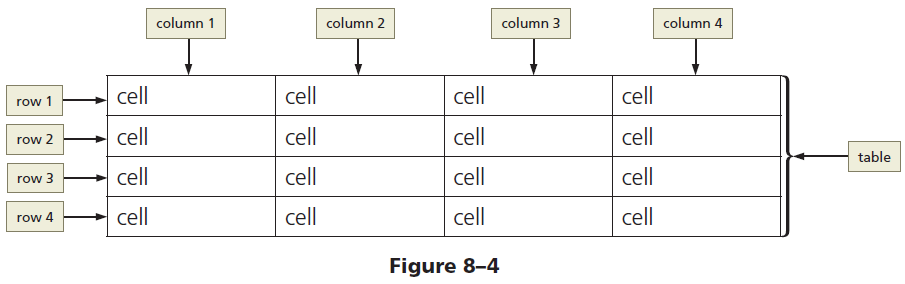 column 1 column 2 column 3 column 4
row 1 cell cell cell cell
row 2 cell cell cell cell
table
row 3 cell cell cell cell
row 4 cell cell cell cell
Figure 8–4